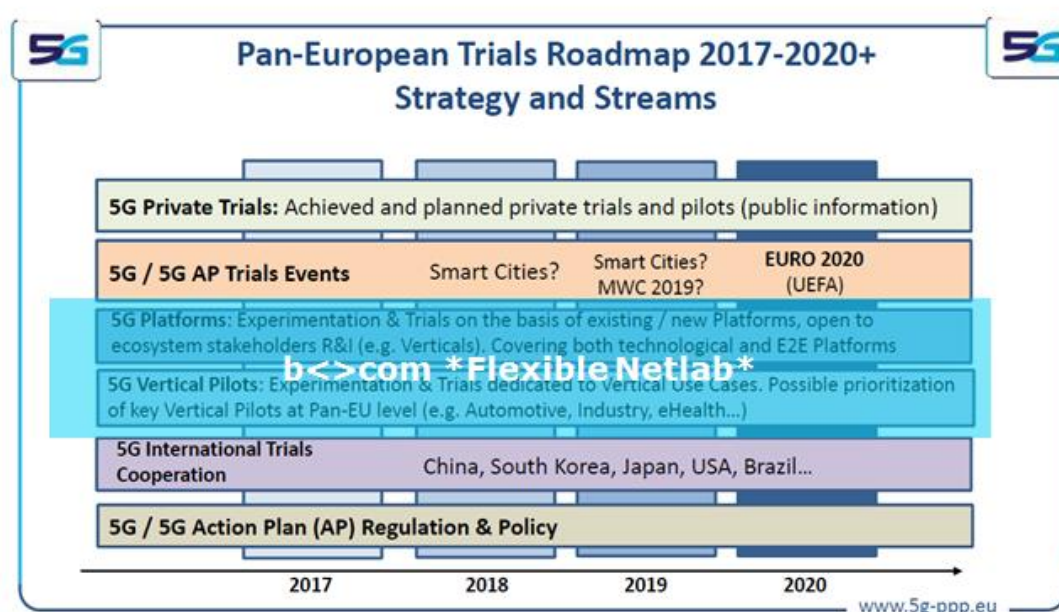 5G
5G
Pan-European Trials Roadmap 2017-2020+
Strategy and Streams
5G Private Trials: Achieved and planned private trials and pilots (public information)
5G / 5G AP Trials Events
Smart Cities?
Smart Cities?
MWC 2019?
EURO 2020
(UEFA)
5G Platforms: Experimentation & Trials on the basis of existing / new Platforms, open to
ecosystem stakeholders R&I (e.g. Verticals). Covering both technological and E2E Platforms
b<>com *Flexible Netlab*
5G Vertical Pilots: Experimentation & Trials dedicated to Vertical Use Cases. Possible prioritization
of key Vertical Pilots at Pan-EU level (e.g. Automotive, Industry, eHealth...)
5G International Trials
Cooperation
China, South Korea, Japan, USA, Brazil...
5G / 5G Action Plan (AP) Regulation & Policy
2017
2018
2019
2020
www.5g-ppp.eu